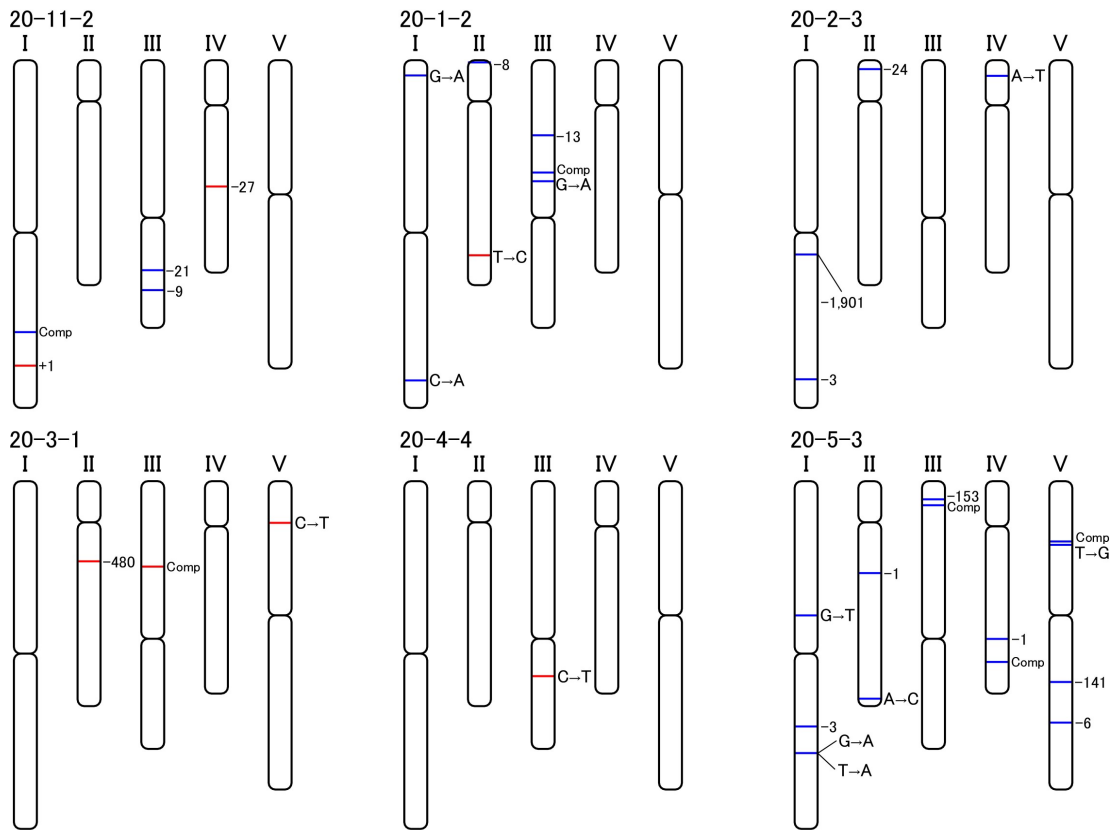 20-11-2
I II III IV V
-27
-21
-9
Comp
+1
20-1-2
I II III IV V
-8
G→A
-13
Comp
G→A
T→C
C→A
20-2-3
I II III IV V
-24
A→T
-1,901
-3
20-3-1
I II III IV V
C→T
-480
Comp
20-4-4
I II III IV V
C→T
20-5-3
I II III IV V
-153
Comp
Comp
T→G
-1
G→T
-1
Comp
-141
A→C
-6
-3
G→A
T→A